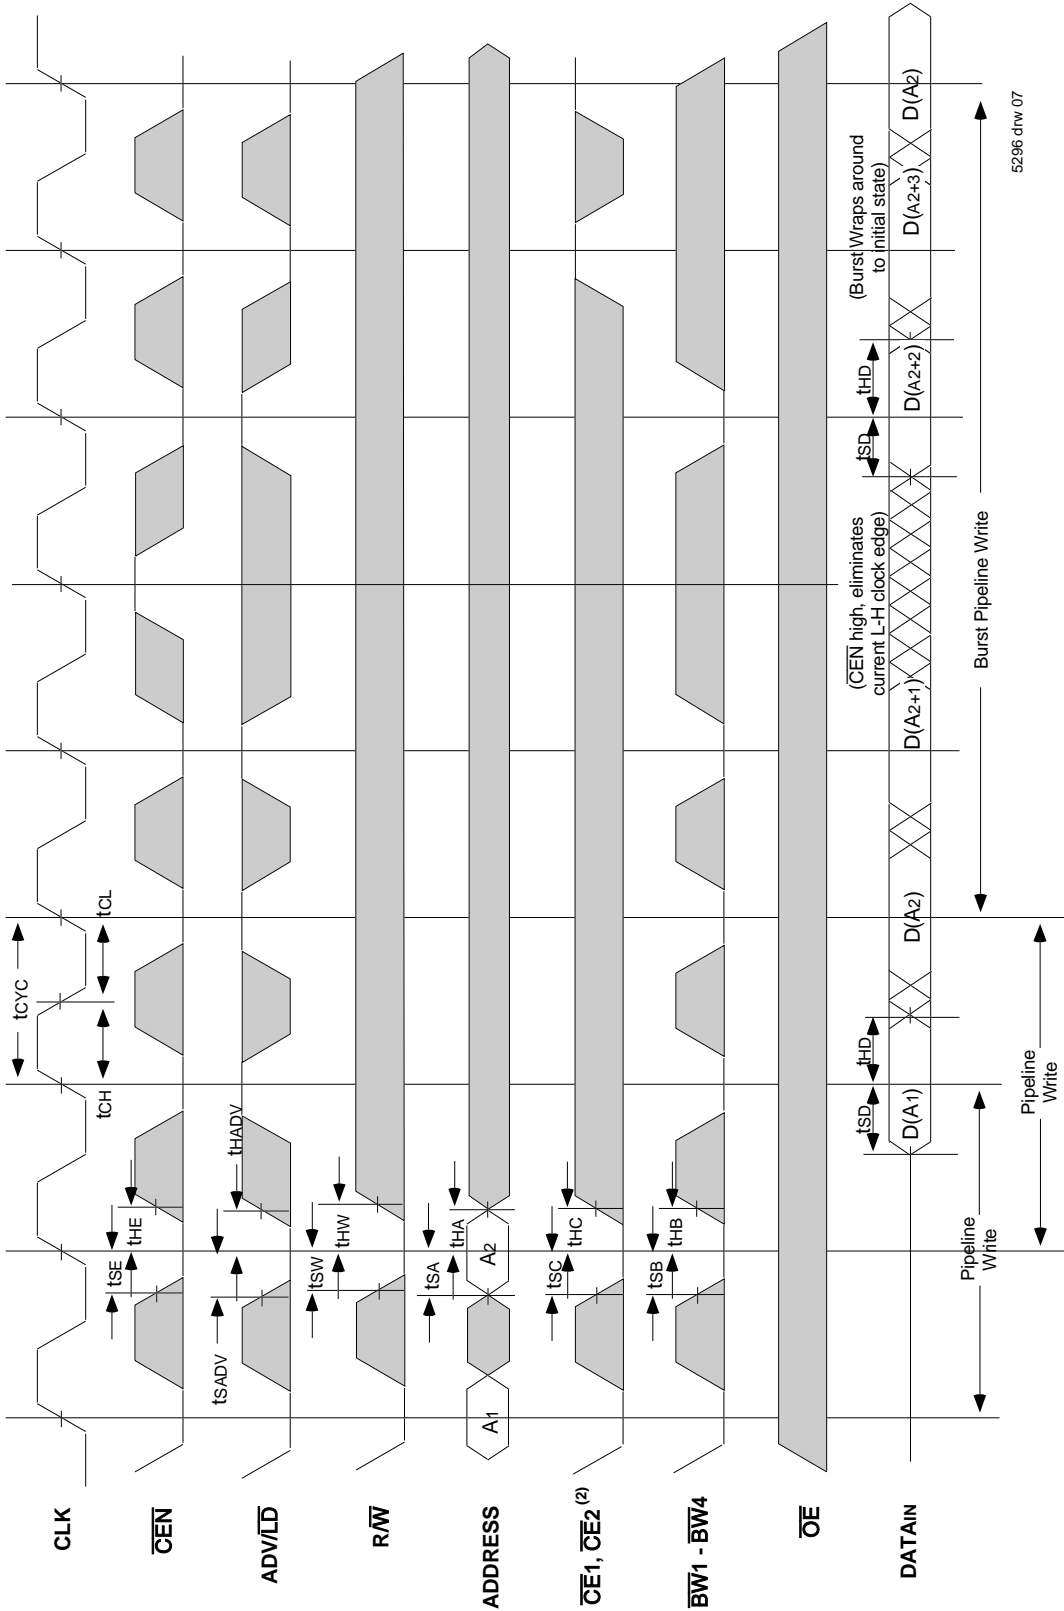 CLK
tCYC
tCH
tCL
CEN
tSE
tHE
ADV/LD
tSADV
tHADV
R/W
tSW
tHW
ADDRESS
A1
A2
tSA
tHA
CE1, CE2 (2)
tSC
tHC
BW1 - BW4
tSB
tHB
OE
DATAIN
D(A1)
tSD
tHD
D(A2)
D(A2+1)
(CEN high, eliminates
current L-H clock edge)
tSD
tHD
D(A2+2)
(Burst Wraps around
to initial state)
D(A2+3)
D(A2)
Pipeline
Write
Pipeline
Write
Burst Pipeline Write
5296 drw 07